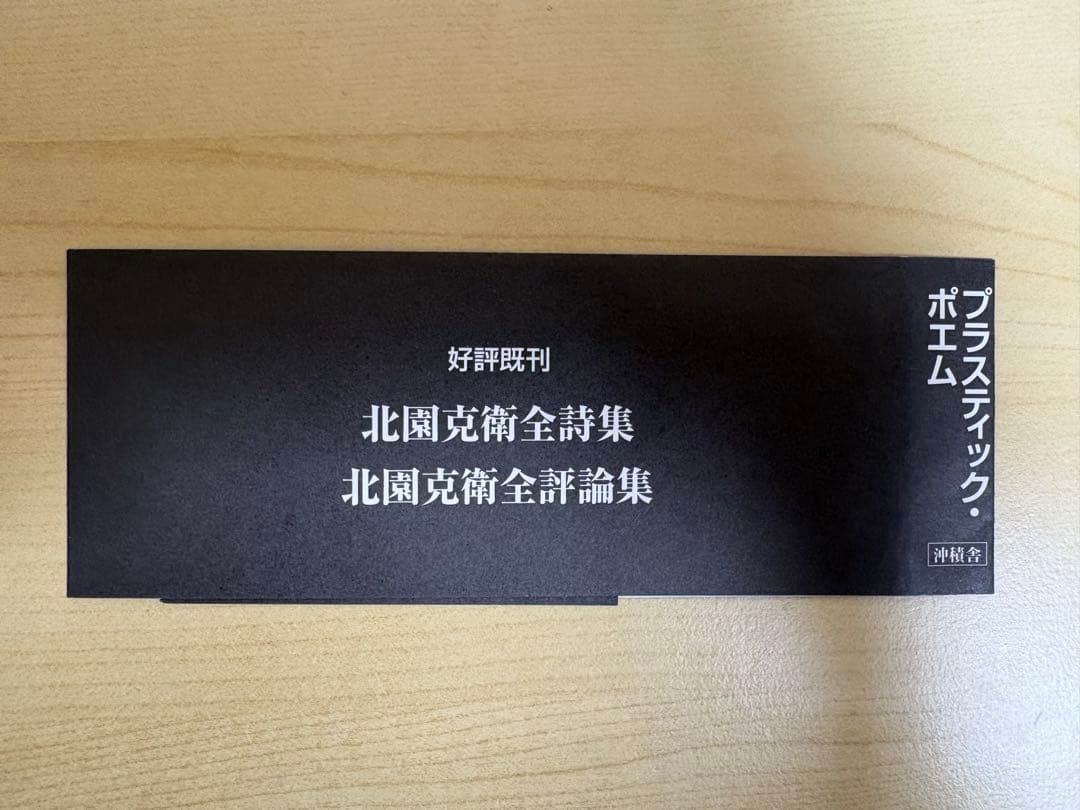 好評既刊
北園克衛全詩集
北園克衛全評論集
プラスティック・
ポエム
沖積舎